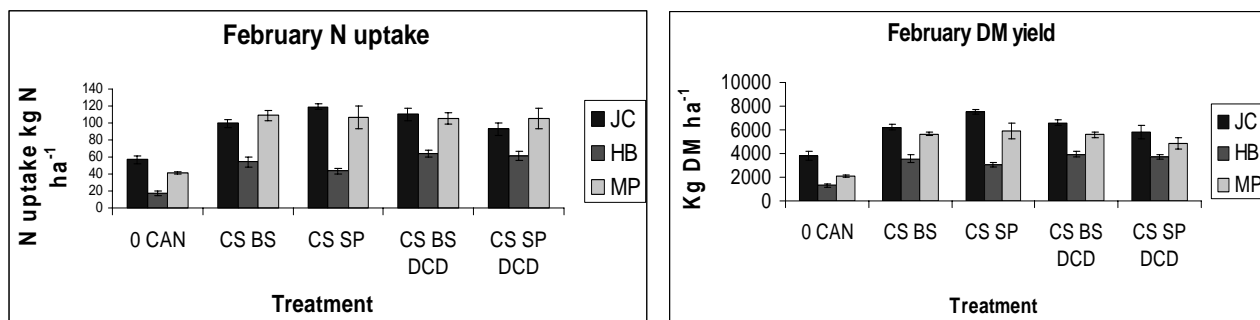 February N uptake
N uptake kg N
ha⁻¹
140
120
100
80
60
40
20
0
0 CAN
CS BS
CS SP
CS BS
DCD
CS SP
DCD
Treatment
JC
HB
MP
February DM yield
Kg DM ha⁻¹
10000
8000
6000
4000
2000
0
0 CAN
CS BS
CS SP
CS BS
DCD
CS SP
DCD
Treatment
JC
HB
MP